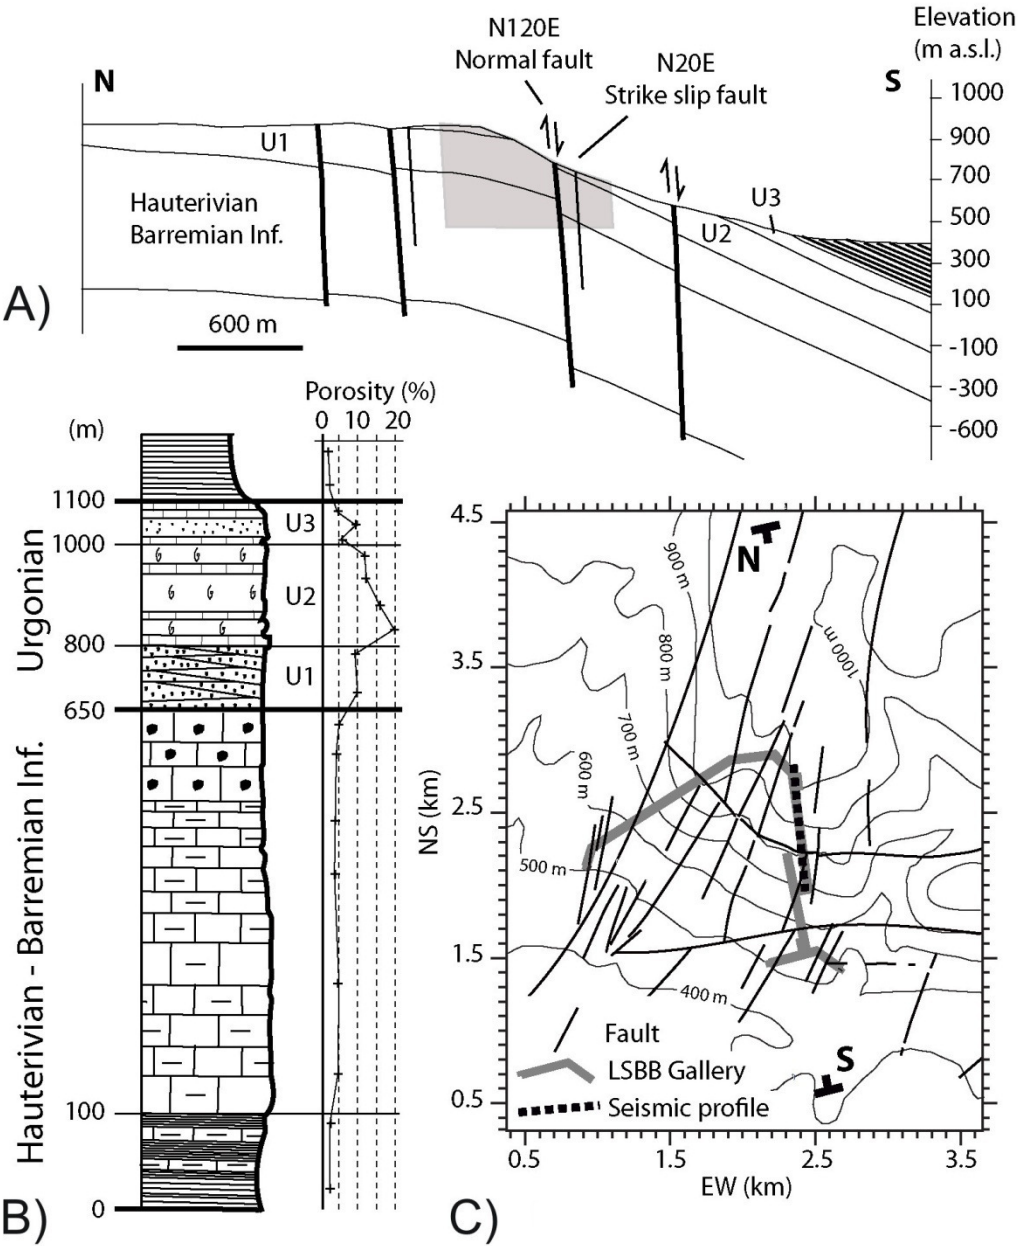 A)
N
N120E
Normal fault
N20E
Strike slip fault
S
Elevation
(m a.s.l.)
1000
900
700
500
300
100
-100
-300
-600
U1
Hauterivian
Barremian Inf.
U3
U2
600 m
B)
Porosity (%)
0 10 20
(m)
1100
1000
800
650
100
0
Urgonian
Hauterivian - Barremian Inf.
U3
U2
U1
C)
NS (km)
4.5
3.5
2.5
1.5
0.5
N
900 m
800 m
1000 m
700 m
600 m
500 m
400 m
S
Fault
LSBB Gallery
Seismic profile
0.5 1.5 2.5 3.5
EW (km)